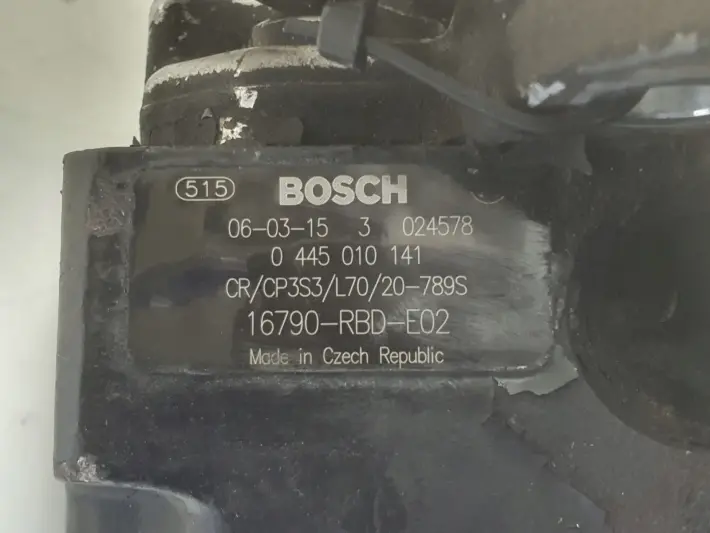 515 BOSCH
06-03-15 3 024578
0 445 010 141
CR/CP3S3/L70/20-789S
16790-RBD-E02
Made in Czech Republic